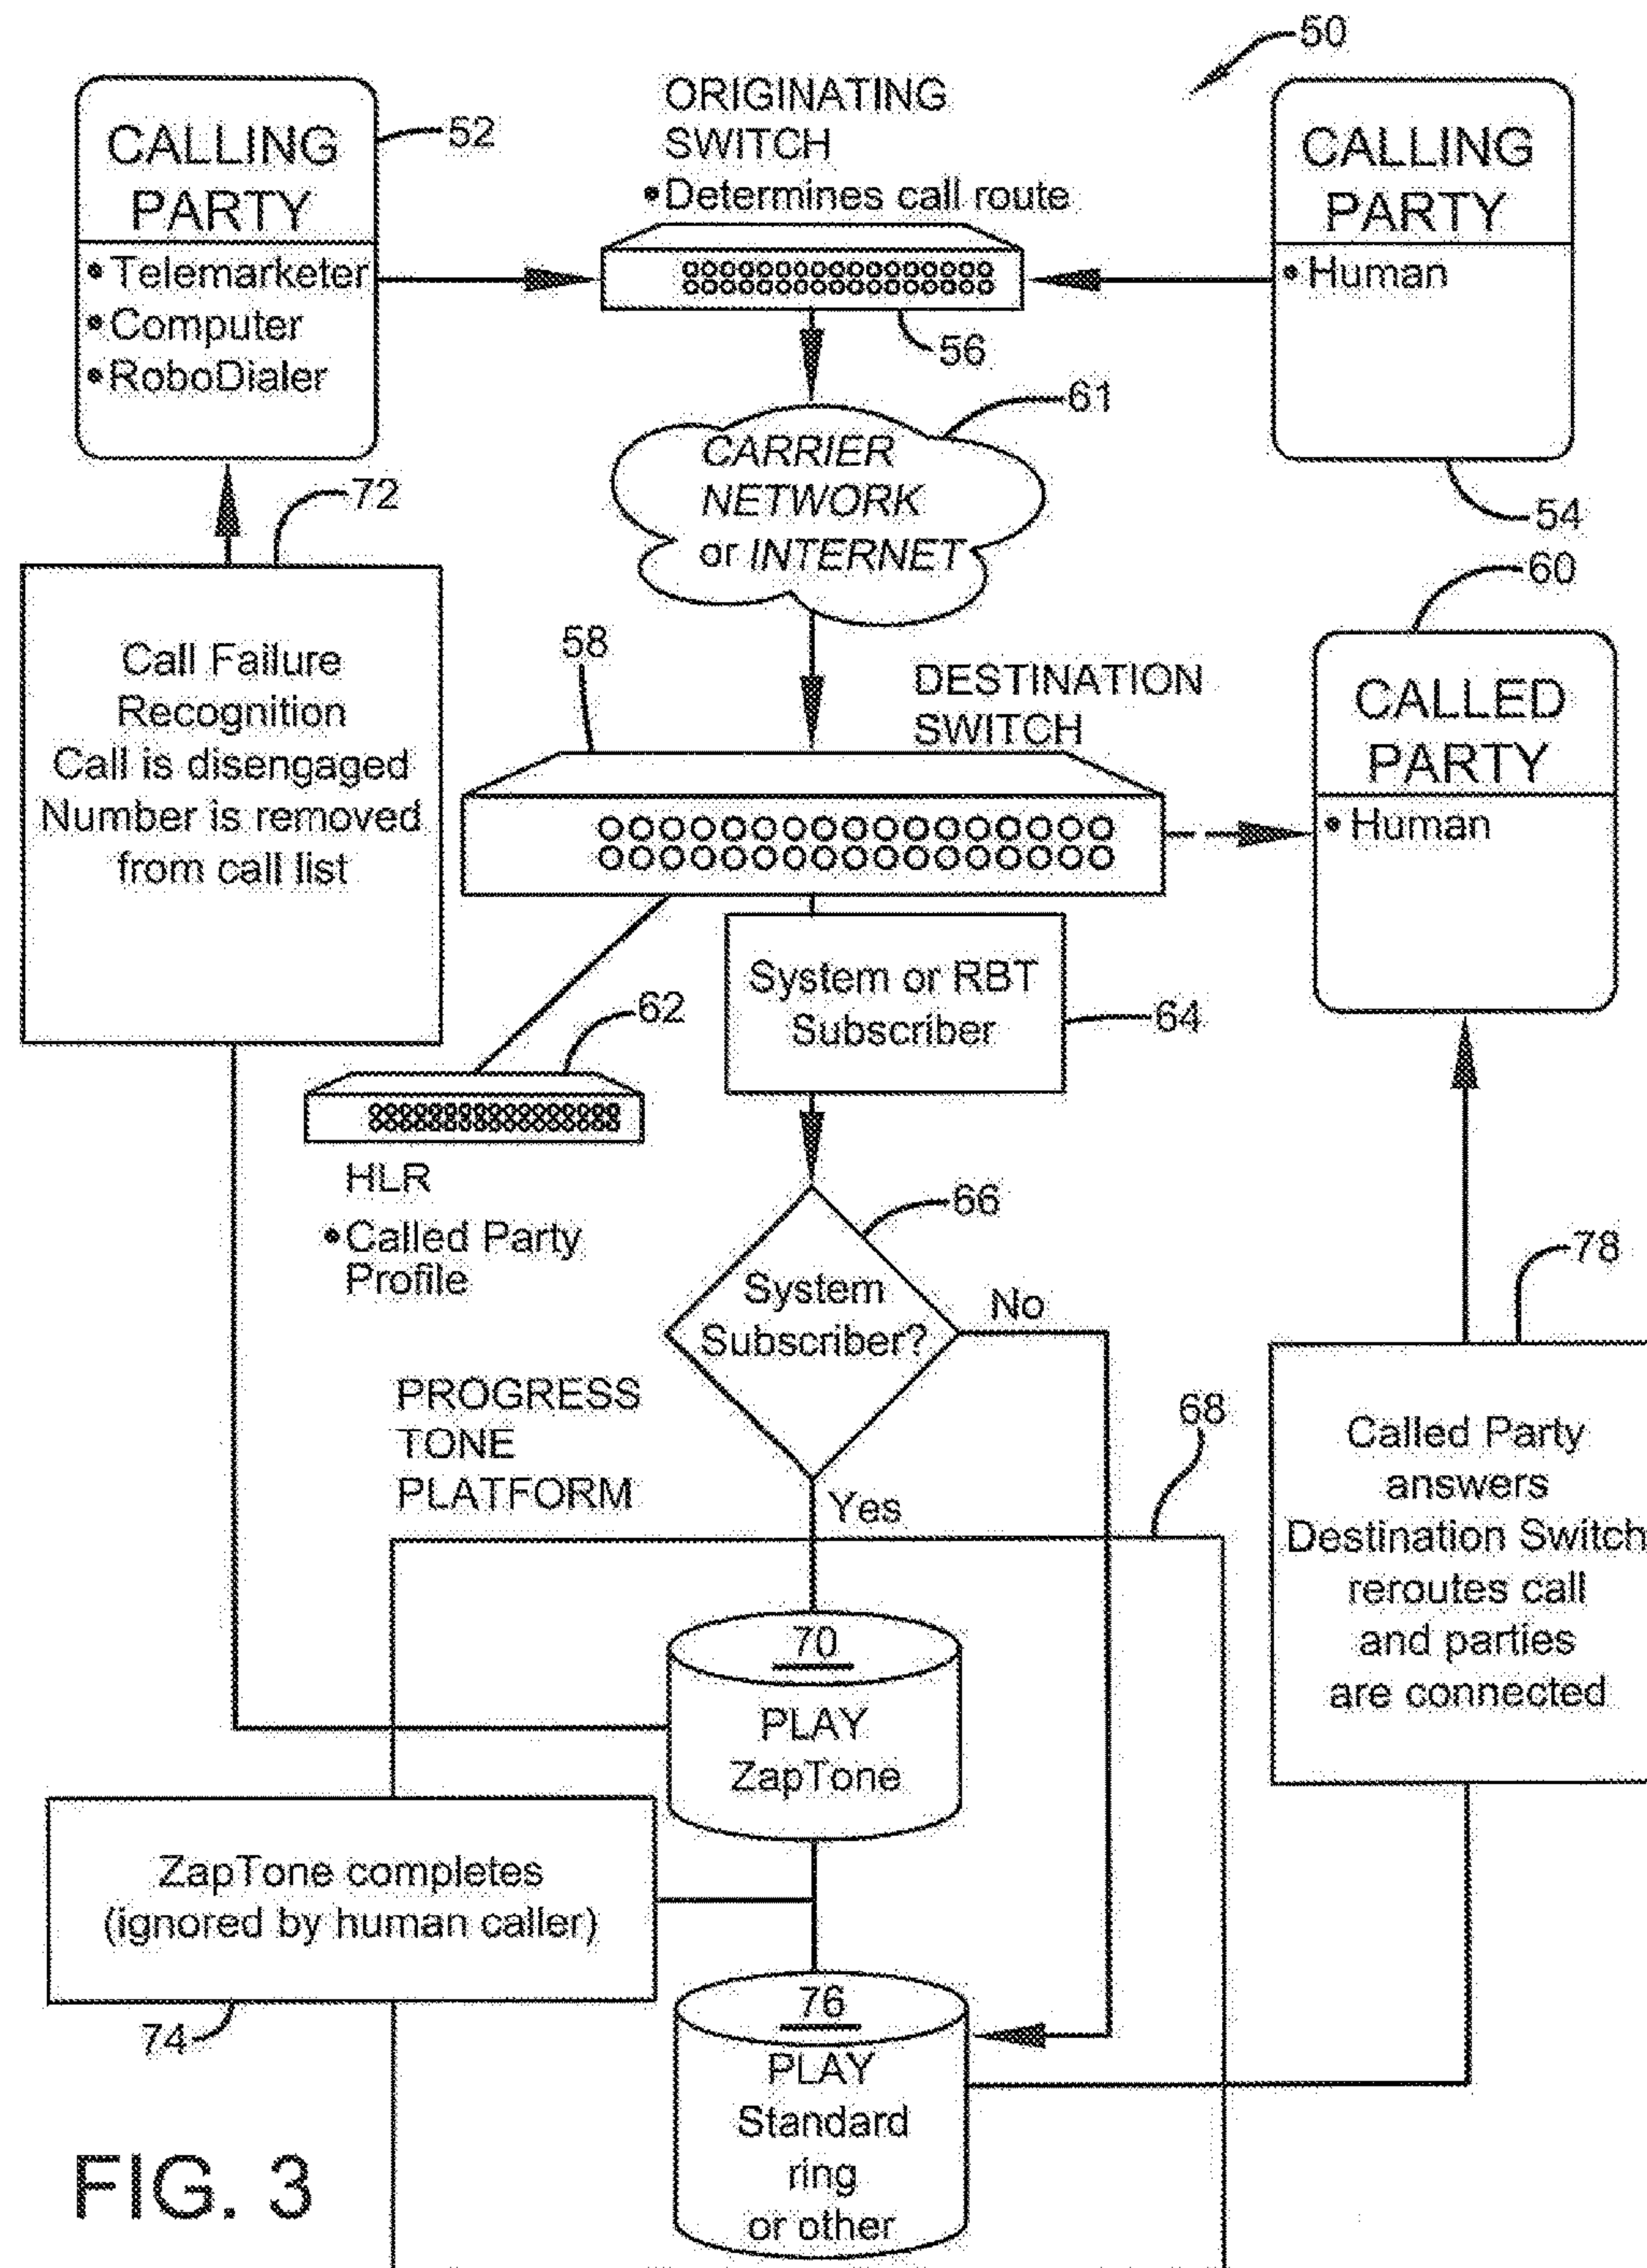 50
CALLING
PARTY
52
• Telemarketer
• Computer
• RoboDialer
ORIGINATING
SWITCH
• Determines call route
56
CALLING
PARTY
• Human
54
61
CARRIER
NETWORK
or INTERNET
72
Call Failure
Recognition
Call is disengaged
Number is removed
from call list
58
DESTINATION
SWITCH
60
CALLED
PARTY
• Human
62
HLR
• Called Party
Profile
System or RBT
Subscriber
64
66
System
Subscriber?
No
Yes
PROGRESS
TONE
PLATFORM
68
78
Called Party
answers
Destination Switch
reroutes call
and parties
are connected
70
PLAY
ZapTone
ZapTone completes
(ignored by human caller)
74
76
PLAY
Standard
ring
or other
FIG. 3